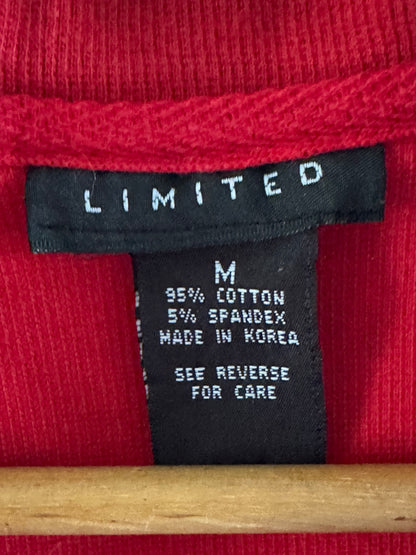 LIMITED
M
95% COTTON
5% SPANDEX
MADE IN KOREA
SEE REVERSE
FOR CARE